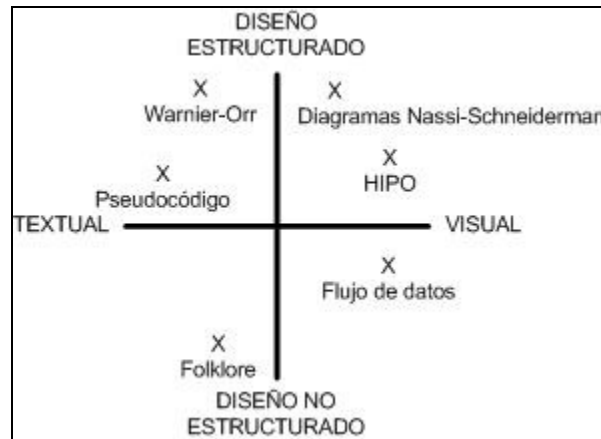 DISEÑO
ESTRUCTURADO
X
Warnier-Orr
X
Diagramas Nassi-Schneiderman
X
Pseudocódigo
X
HIPO
TEXTUAL
VISUAL
X
Flujo de datos
X
Folklore
DISEÑO NO
ESTRUCTURADO